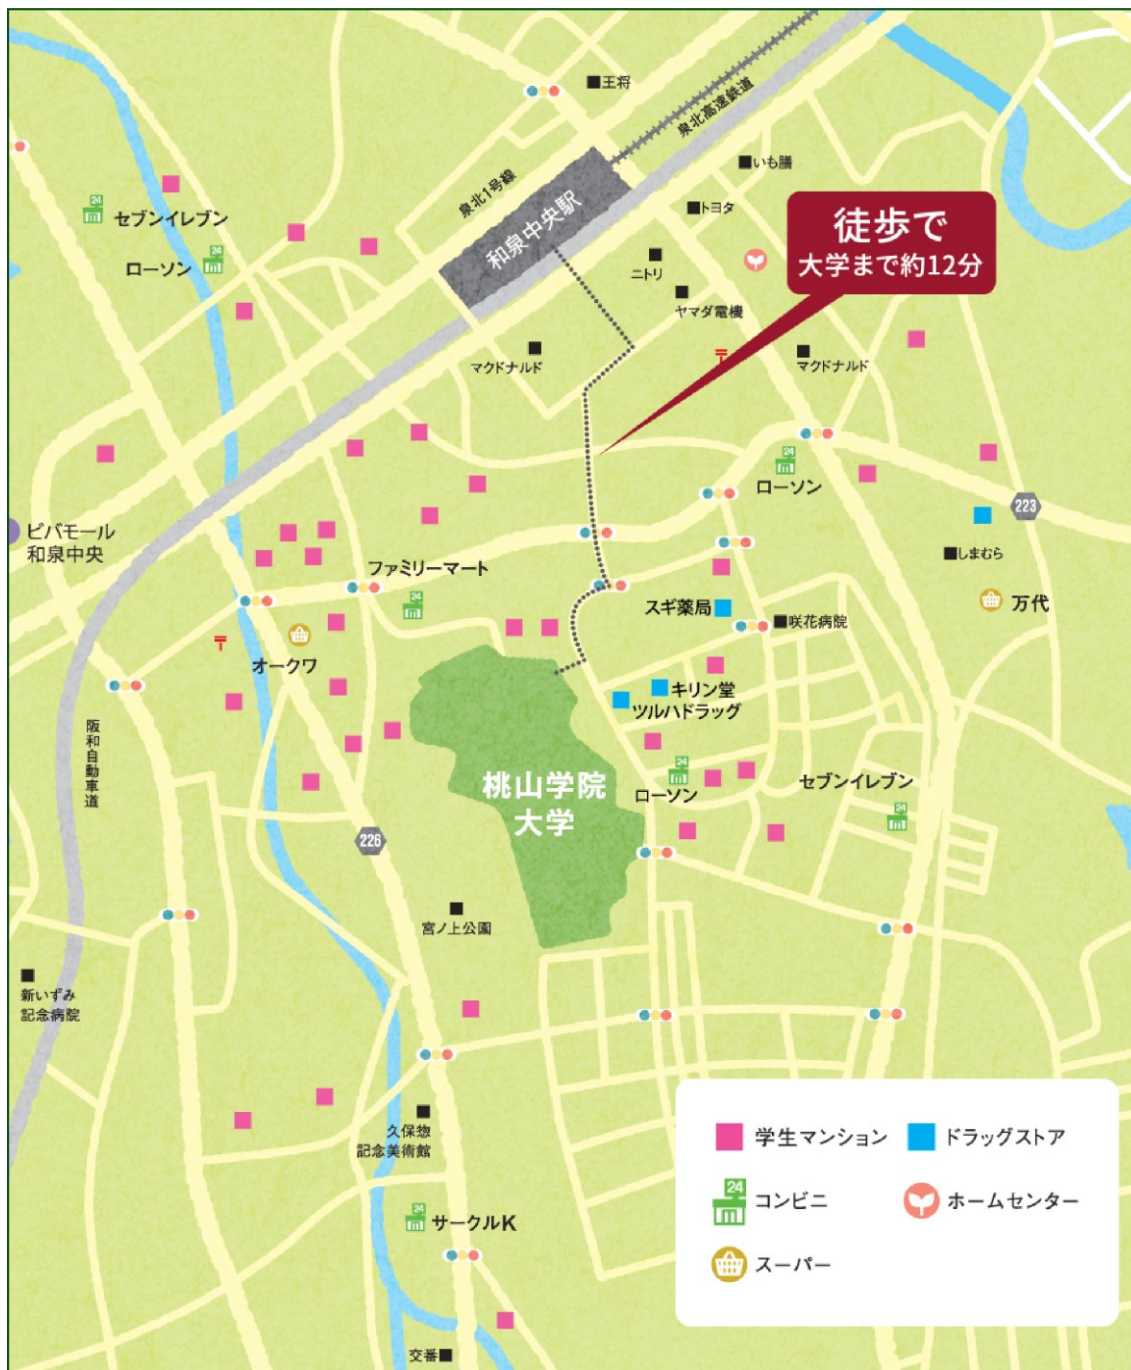 王将
泉北高速鉄道
いも膳
泉北1号線
トヨタ
セブンイレブン
徒歩で
大学まで約12分
和泉中央駅
ローソン
ニトリ
ヤマダ電機
マクドナルド
マクドナルド
ローソン
223
ビバモール
和泉中央
しまむら
ファミリーマート
万代
スギ薬局
咲花病院
オークワ
キリン堂
ツルハドラッグ
阪和自動車道
桃山学院
大学
セブンイレブン
ローソン
226
宮ノ上公園
新いずみ
記念病院
久保惣
記念美術館
学生マンション
ドラッグストア
24
コンビニ
ホームセンター
サークルK
スーパー
交番